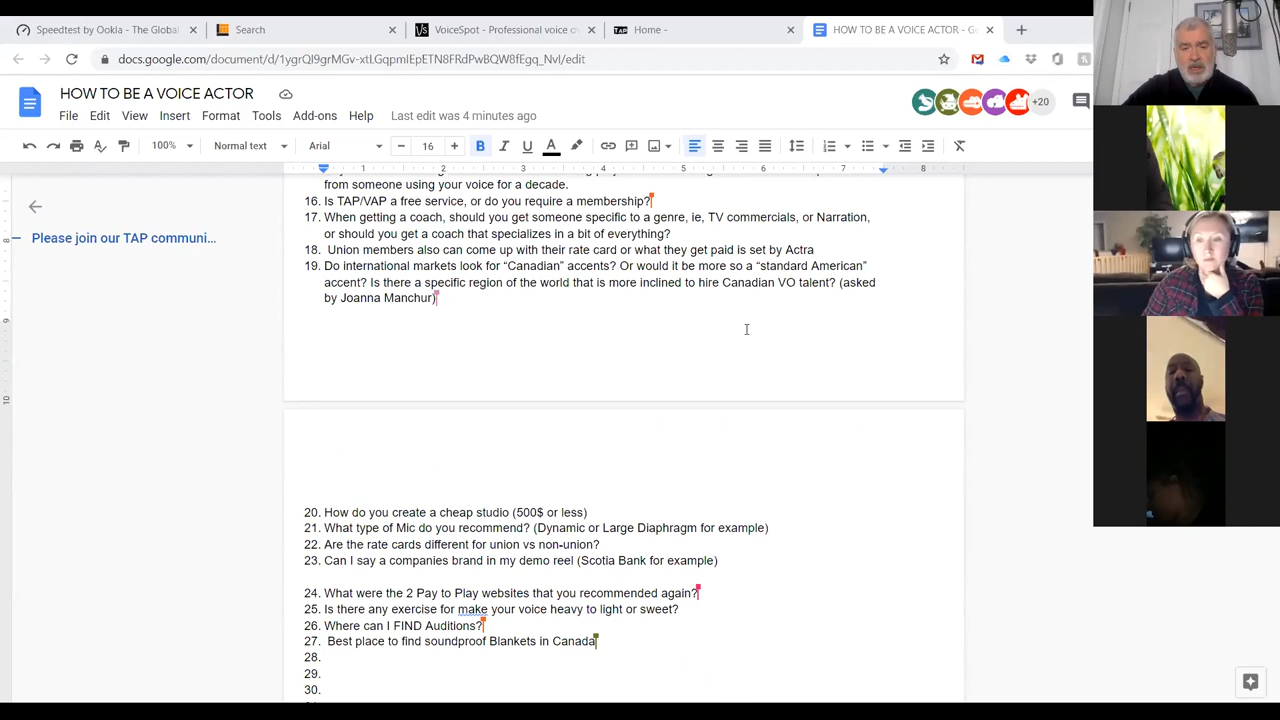 Speedtest by Ookla - The Global
Search
VoiceSpot - Professional voice ov
TAP
Home -
HOW TO BE A VOICE ACTOR - Go
HOW TO BE A VOICE ACTOR
+20
File Edit View Insert Format Tools Add-ons Help Last edit was 4 minutes ago
100% Normal text Arial 16 B I U A
1 2 3 4 5 6 7 8
Please join our TAP communi...
from someone using your voice for a decade.
16. Is TAP/VAP a free service, or do you require a membership?
17. When getting a coach, should you get someone specific to a genre, ie, TV commercials, or Narration,
or should you get a coach that specializes in a bit of everything?
18. Union members also can come up with their rate card or what they get paid is set by Actra
19. Do international markets look for “Canadian” accents? Or would it be more so a “standard American”
accent? Is there a specific region of the world that is more inclined to hire Canadian VO talent? (asked
by Joanna Manchur)
20. How do you create a cheap studio (500$ or less)
21. What type of Mic do you recommend? (Dynamic or Large Diaphragm for example)
22. Are the rate cards different for union vs non-union?
23. Can I say a companies brand in my demo reel (Scotia Bank for example)
24. What were the 2 Pay to Play websites that you recommended again?
25. Is there any exercise for make your voice heavy to light or sweet?
26. Where can I FIND Auditions?
27. Best place to find soundproof Blankets in Canada
28.
29.
30.